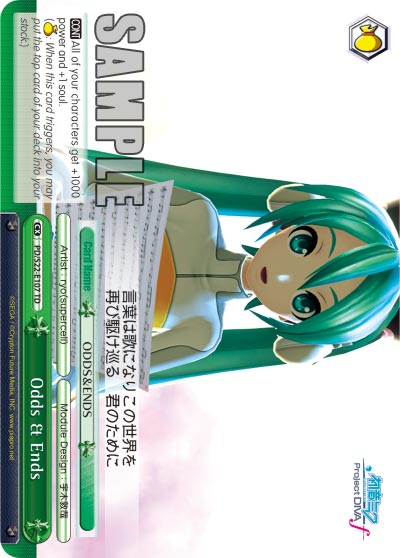 SAMPLE
初音ミク
Project DIVA f
言葉は歌になりこの世界を
再び駆け巡る 君のために
Card Name
ODDS&ENDS
Artist : ryo(supercell)
Module Design : 宇木敦哉
CONT All of your characters get +1000
power and +1 soul.
( : When this card triggers, you may
put the top card of your deck into your
stock.)
CX
PD/S22-E107 TD
Odds & Ends
©SEGA / ©Crypton Future Media, INC. www.piapro.net